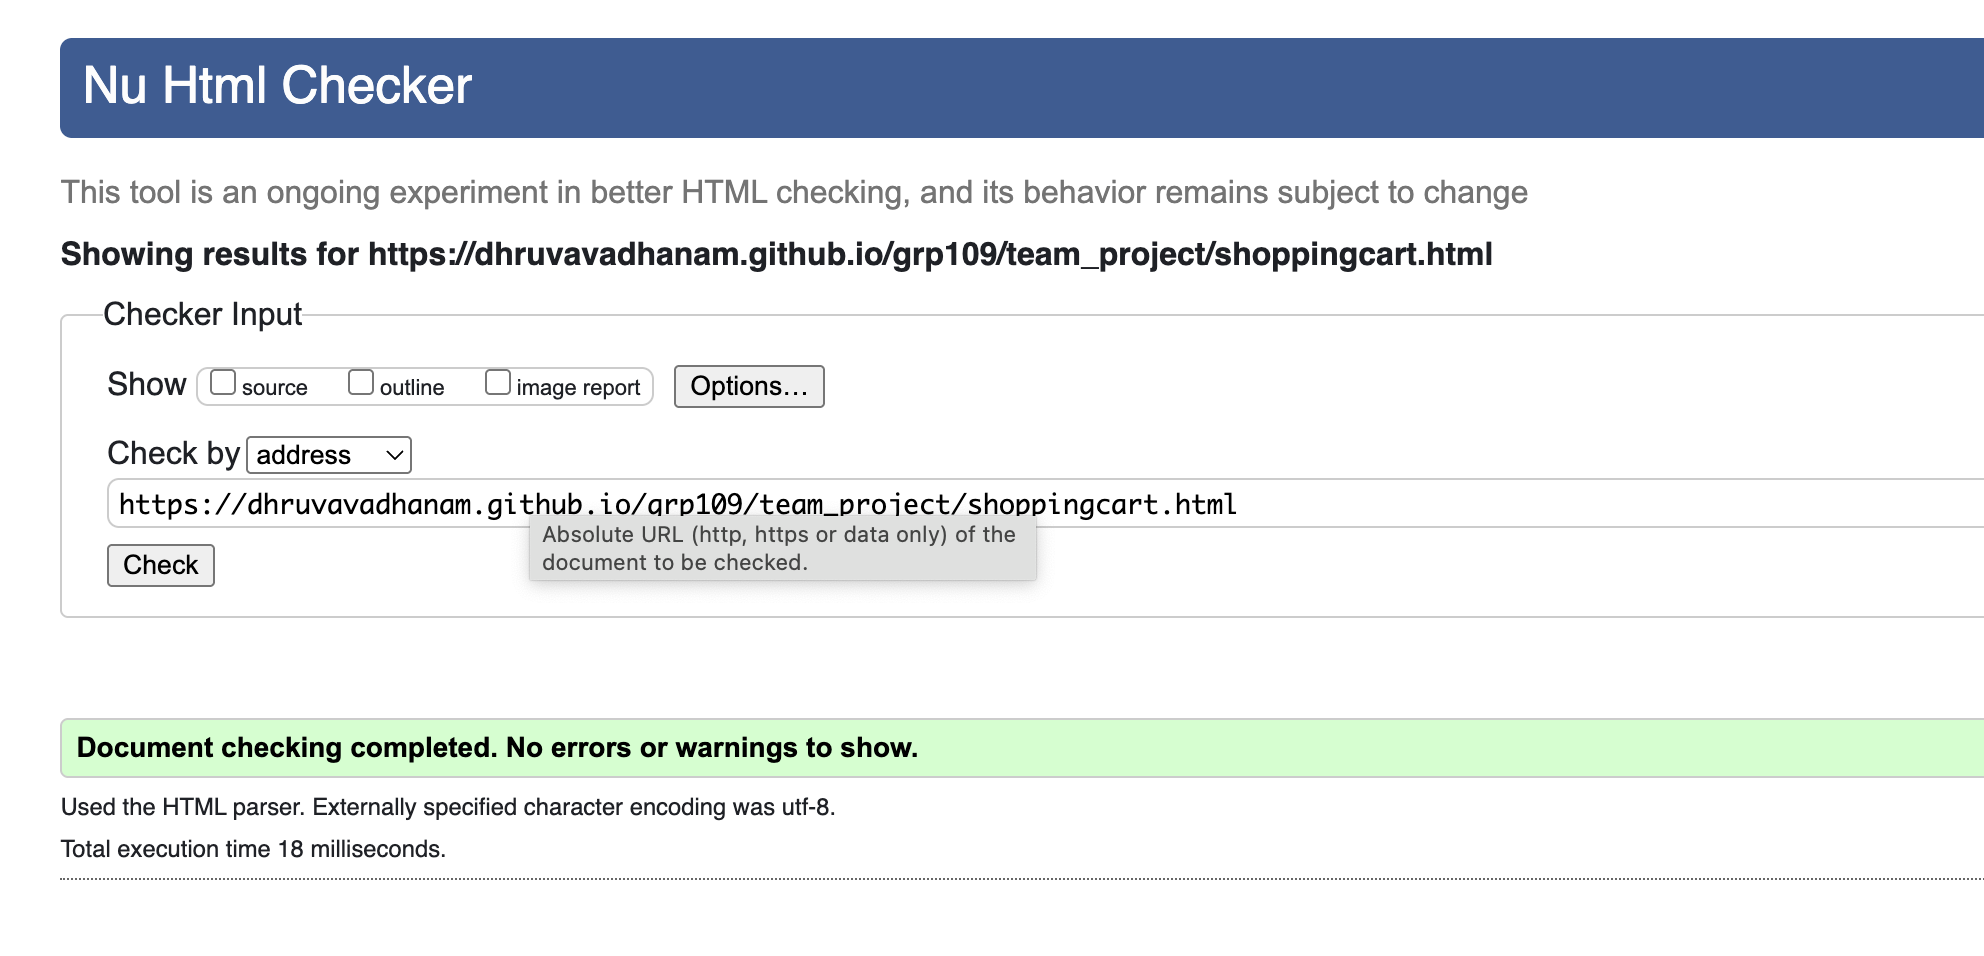 Nu Html Checker
This tool is an ongoing experiment in better HTML checking, and its behavior remains subject to change
Showing results for https://dhruvavadhanam.github.io/grp109/team_project/shoppingcart.html
Checker Input
Show source outline image report Options…
Check by address
https://dhruvavadhanam.github.io/grp109/team_project/shoppingcart.html
Absolute URL (http, https or data only) of the
document to be checked.
Check
Document checking completed. No errors or warnings to show.
Used the HTML parser. Externally specified character encoding was utf-8.
Total execution time 18 milliseconds.